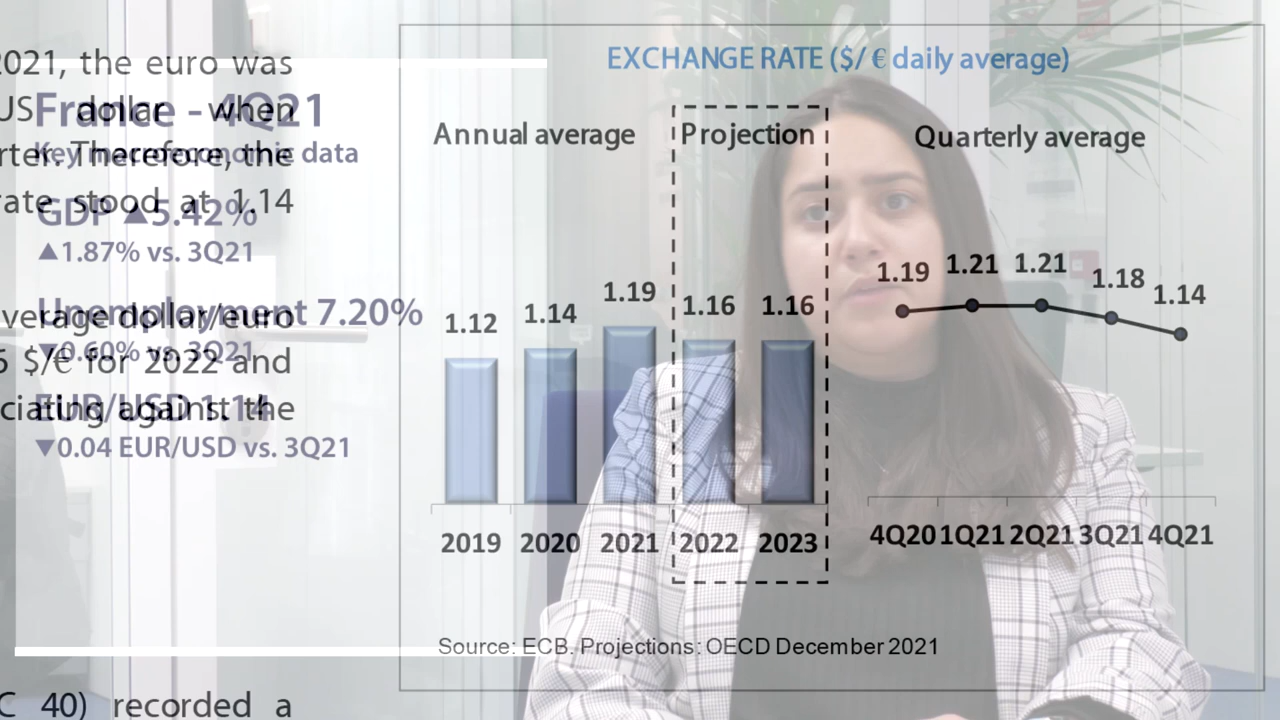 2021, the euro was
US dollar when
France - 4Q21
Therefore, the
Key macroeconomic data
rate stood at 1.14
GDP ▲5.42%
▲1.87% vs. 3Q21
average dollar/euro
Unemployment 7.20%
▼0.60% vs. 3Q21
$/€ for 2022 and
EUR/USD 1.14
against the
▼0.04 EUR/USD vs. 3Q21
40) recorded a
EXCHANGE RATE ($/ € daily average)
Annual average
1.12 1.14 1.19 1.16 1.16
2019 2020 2021 2022 2023
Projection
Quarterly average
1.19 1.21 1.21 1.18 1.14
4Q20 1Q21 2Q21 3Q21 4Q21
Source: ECB. Projections: OECD December 2021